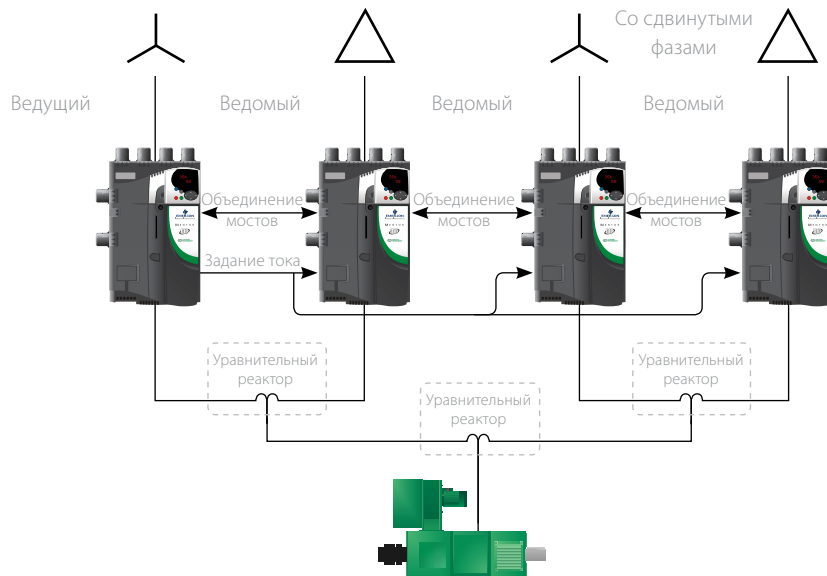 Со сдвинутыми
фазами
Ведущий
Ведомый
Ведомый
Ведомый
Объединение
мостов
Объединение
мостов
Объединение
мостов
Задание тока
Уравнительный
реактор
Уравнительный
реактор
Уравнительный
реактор